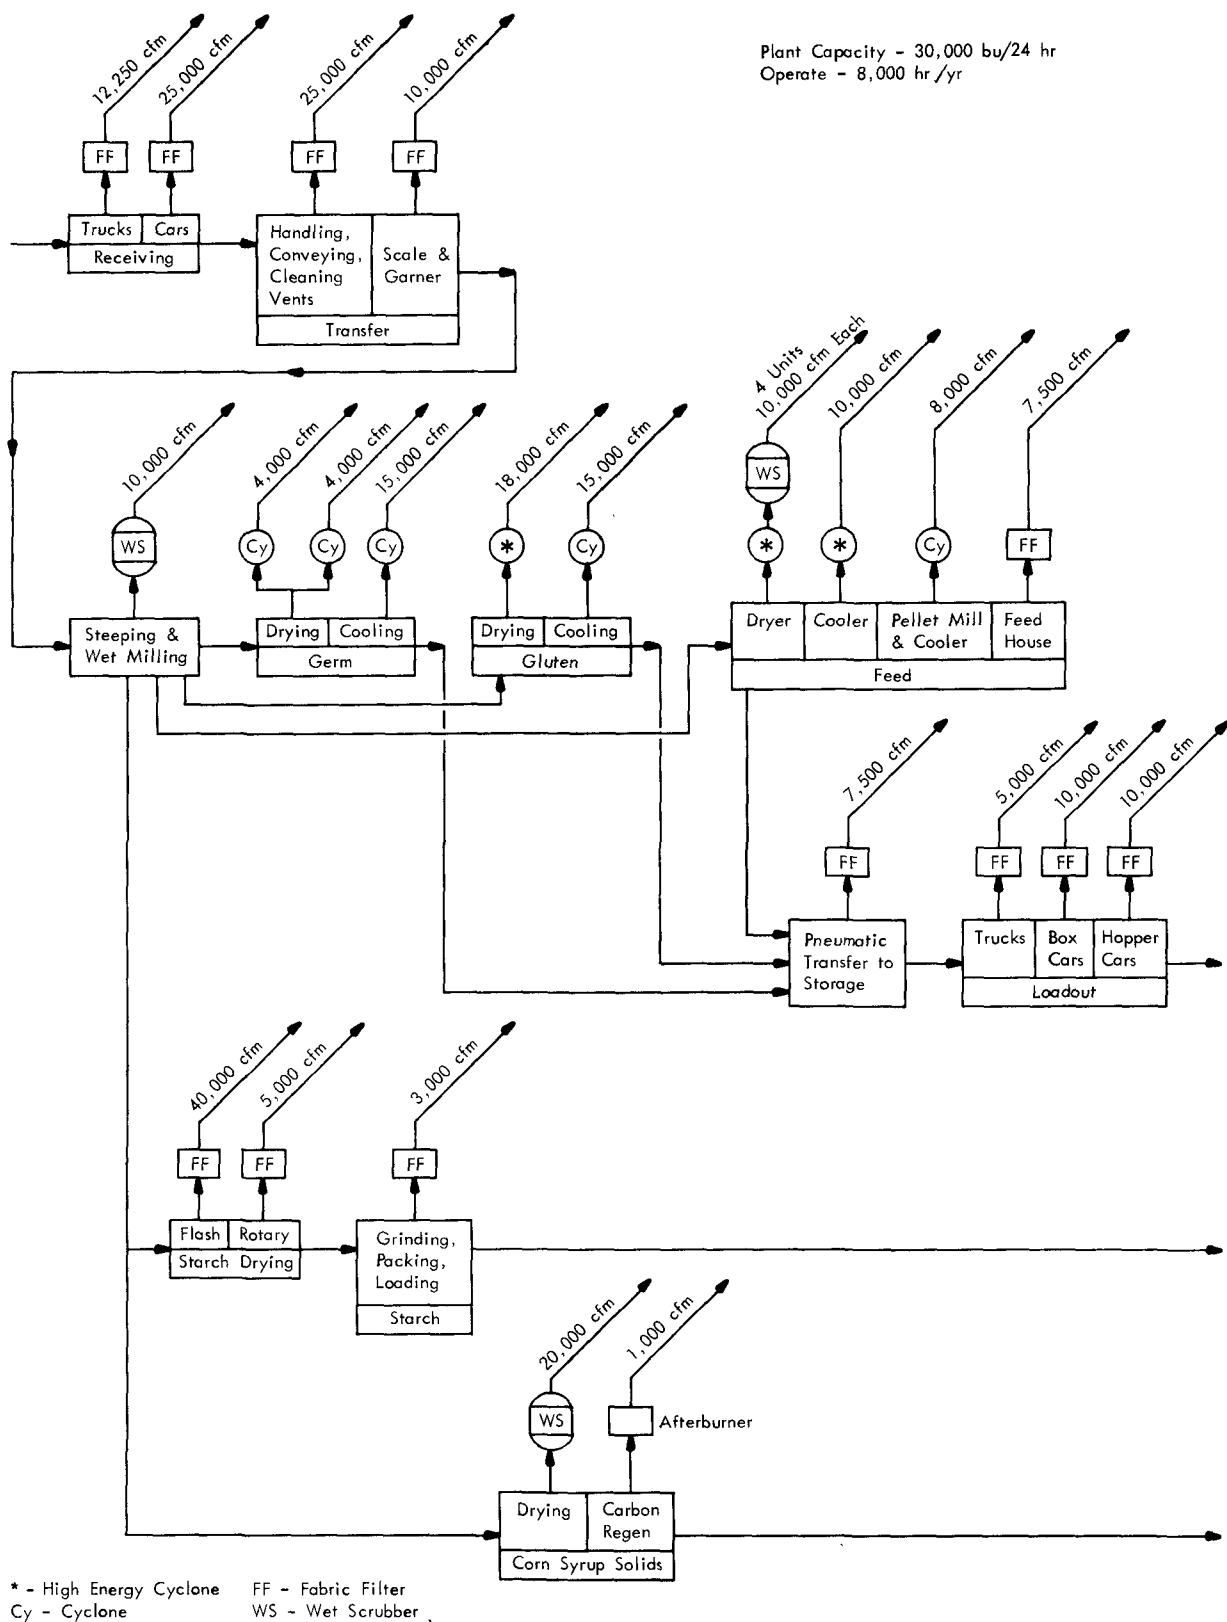 Plant Capacity - 30,000 bu/24 hr
Operate - 8,000 hr/yr
12,250 cfm
25,000 cfm
25,000 cfm
10,000 cfm
FF
FF
FF
FF
Trucks
Cars
Receiving
Handling,
Conveying,
Cleaning
Vents
Scale &
Garner
Transfer
10,000 cfm
4,000 cfm
4,000 cfm
15,000 cfm
18,000 cfm
15,000 cfm
4 Units
10,000 cfm Each
10,000 cfm
8,000 cfm
7,500 cfm
WS
WS
Cy
Cy
Cy
*
Cy
*
*
Cy
FF
Steeping &
Wet Milling
Drying
Cooling
Germ
Drying
Cooling
Gluten
Dryer
Cooler
Pellet Mill
& Cooler
Feed
House
Feed
7,500 cfm
5,000 cfm
10,000 cfm
10,000 cfm
FF
FF
FF
FF
Pneumatic
Transfer to
Storage
Trucks
Box
Cars
Hopper
Cars
Loadout
40,000 cfm
5,000 cfm
3,000 cfm
FF
FF
FF
Flash
Rotary
Starch Drying
Grinding,
Packing,
Loading
Starch
20,000 cfm
1,000 cfm
WS
Afterburner
Drying
Carbon
Regen
Corn Syrup Solids
* - High Energy Cyclone FF - Fabric Filter
Cy - Cyclone WS - Wet Scrubber